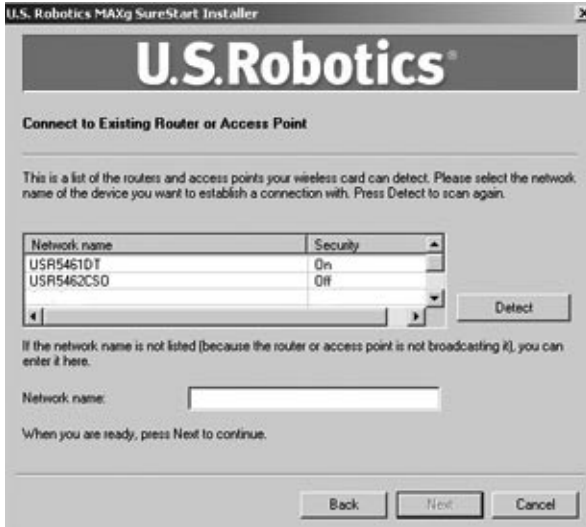 U.S. Robotics MAXg SureStart Installer
U.S.Robotics®
Connect to Existing Router or Access Point
This is a list of the routers and access points your wireless card can detect. Please select the network
name of the device you want to establish a connection with. Press Detect to scan again.
Network name Security
USR5461DT On
USR5462CSO Off
Detect
If the network name is not listed (because the router or access point is not broadcasting it), you can
enter it here.
Network name:
When you are ready, press Next to continue.
Back Next Cancel